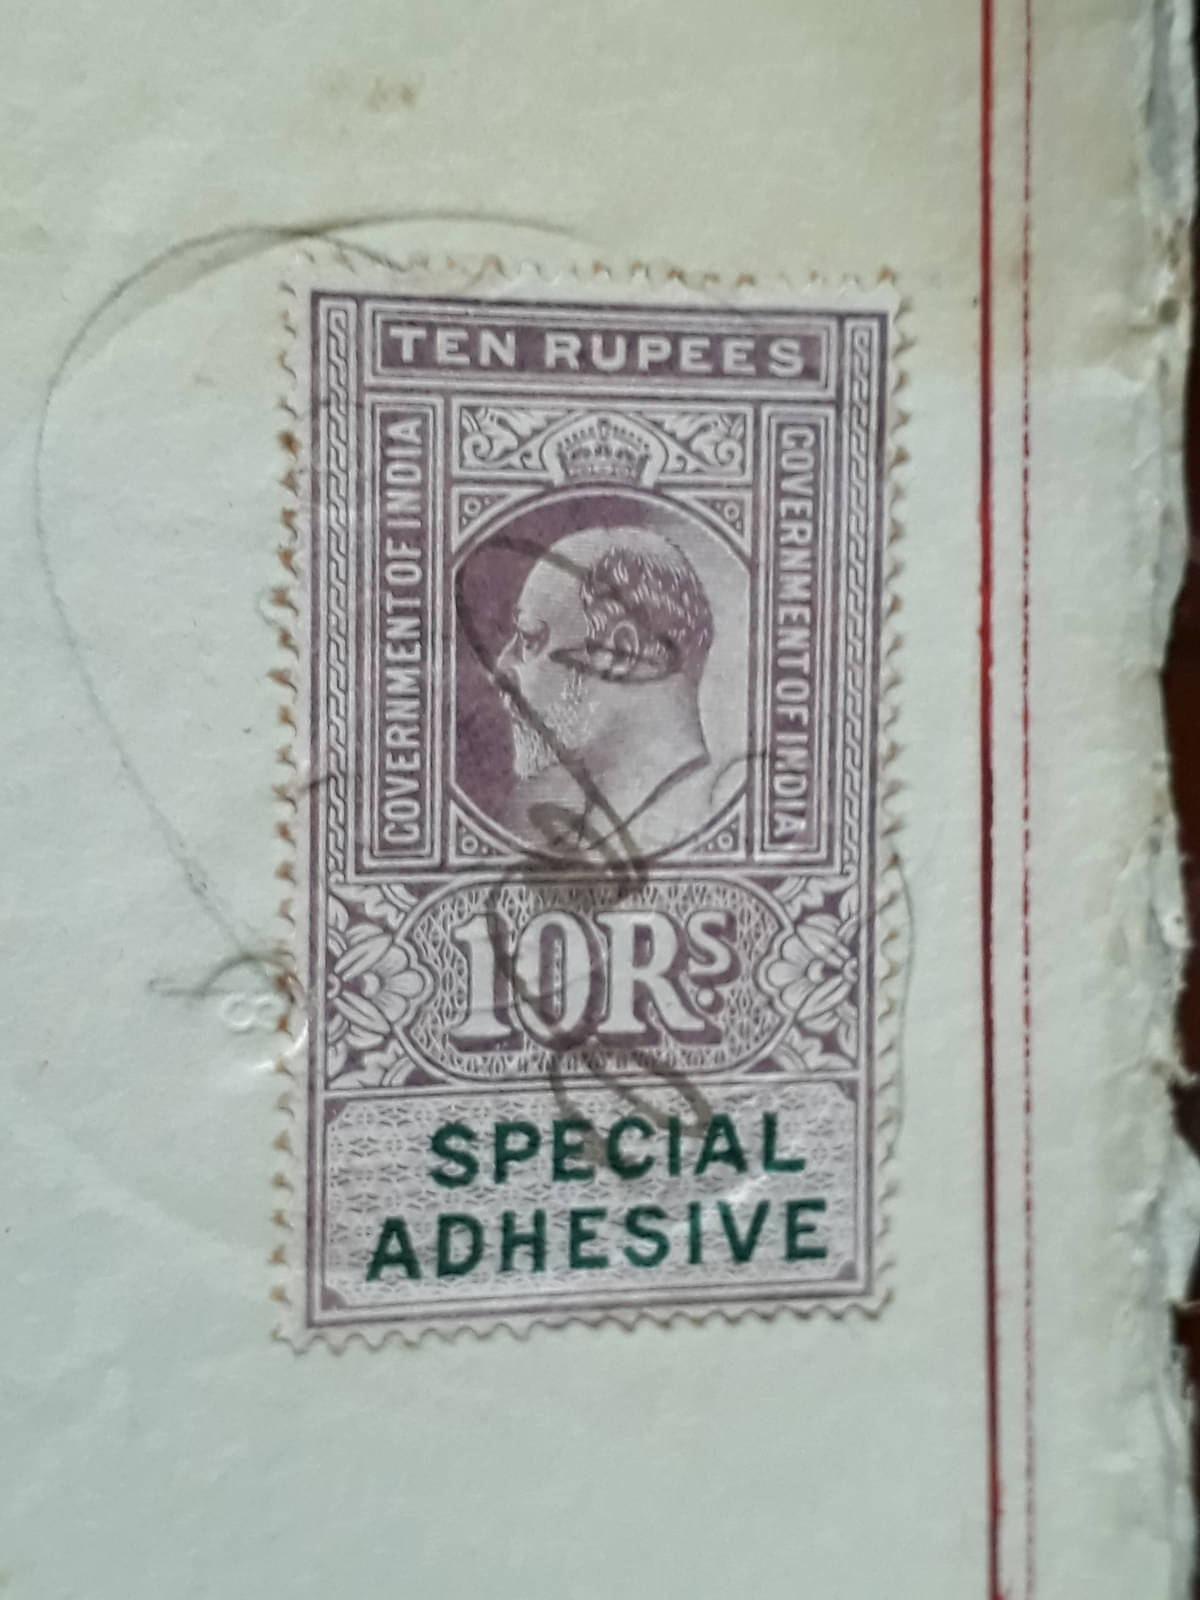 TEN RUPEES
GOVERNMENT OF INDIA
GOVERNMENT OF INDIA
10Rs.
SPECIAL
ADHESIVE